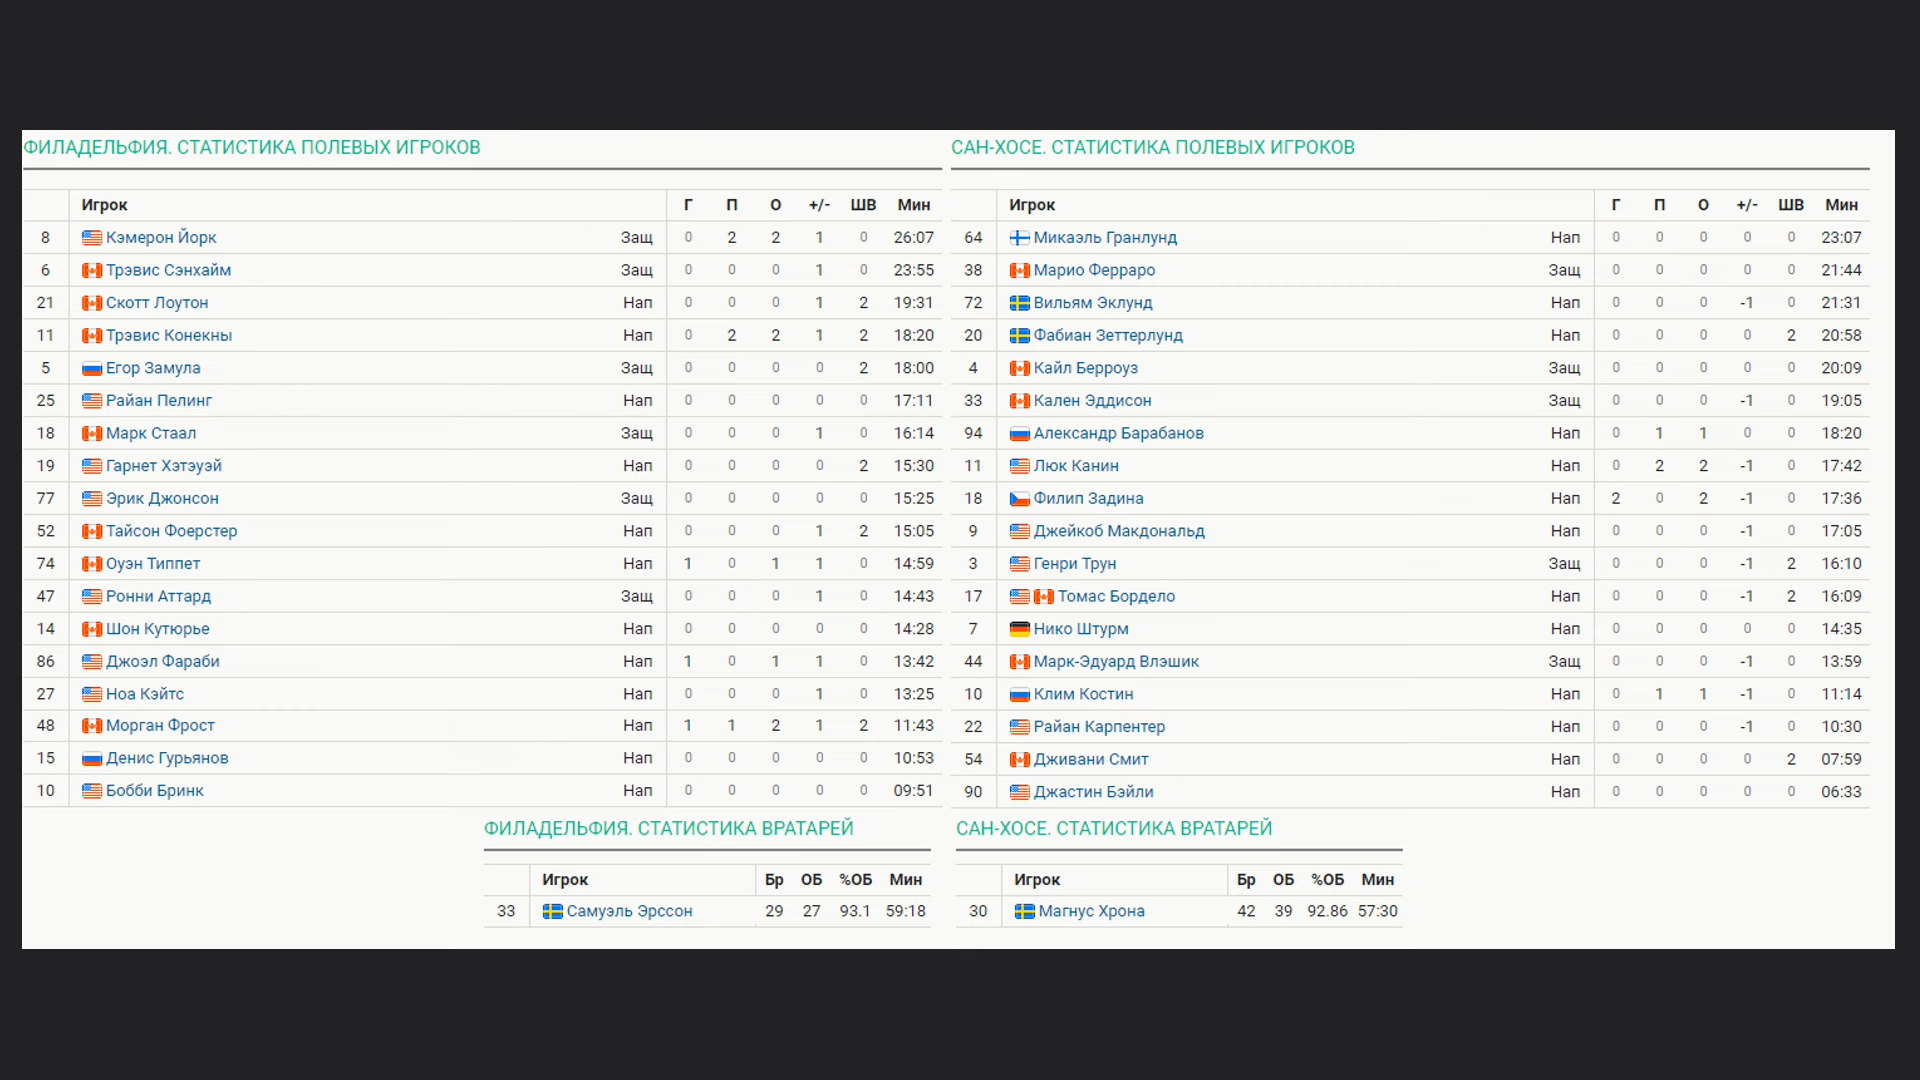 ФИЛАДЕЛЬФИЯ. СТАТИСТИКА ПОЛЕВЫХ ИГРОКОВ
Игрок Г П О +/- ШВ Мин
8 Кэмерон Йорк Защ 0 2 2 1 0 26:07
6 Трэвис Сэнхайм Защ 0 0 0 1 0 23:55
21 Скотт Лоутон Нап 0 0 0 1 2 19:31
11 Трэвис Конекны Нап 0 2 2 1 2 18:20
5 Егор Замула Защ 0 0 0 0 2 18:00
25 Райан Пелинг Нап 0 0 0 0 0 17:11
18 Марк Стаал Защ 0 0 0 1 0 16:14
19 Гарнет Хэтэуэй Нап 0 0 0 0 2 15:30
77 Эрик Джонсон Защ 0 0 0 0 0 15:25
52 Тайсон Фоерстер Нап 0 0 0 1 2 15:05
74 Оуэн Типпет Нап 1 0 1 1 0 14:59
47 Ронни Аттард Защ 0 0 0 1 0 14:43
14 Шон Кутюрье Нап 0 0 0 0 0 14:28
86 Джоэл Фараби Нап 1 0 1 1 0 13:42
27 Ноа Кэйтс Нап 0 0 0 1 0 13:25
48 Морган Фрост Нап 1 1 2 1 2 11:43
15 Денис Гурьянов Нап 0 0 0 0 0 10:53
10 Бобби Бринк Нап 0 0 0 0 0 09:51
САН-ХОСЕ. СТАТИСТИКА ПОЛЕВЫХ ИГРОКОВ
Игрок Г П О +/- ШВ Мин
64 Микаэль Гранлунд Нап 0 0 0 0 0 23:07
38 Марио Ферраро Защ 0 0 0 0 0 21:44
72 Вильям Эклунд Нап 0 0 0 -1 0 21:31
20 Фабиан Зеттерлунд Нап 0 0 0 0 2 20:58
4 Кайл Берроуз Защ 0 0 0 0 0 20:09
33 Кален Эддисон Защ 0 0 0 -1 0 19:05
94 Александр Барабанов Нап 0 1 1 0 0 18:20
11 Люк Канин Нап 0 2 2 -1 0 17:42
18 Филип Задина Нап 2 0 2 -1 0 17:36
9 Джейкоб Макдональд Нап 0 0 0 -1 0 17:05
3 Генри Трун Защ 0 0 0 -1 2 16:10
17 Томас Бордело Нап 0 0 0 -1 2 16:09
7 Нико Штурм Нап 0 0 0 0 0 14:35
44 Марк-Эдуард Влэшик Защ 0 0 0 -1 0 13:59
10 Клим Костин Нап 0 1 1 -1 0 11:14
22 Райан Карпентер Нап 0 0 0 -1 0 10:30
54 Дживани Смит Нап 0 0 0 0 2 07:59
90 Джастин Бэйли Нап 0 0 0 0 0 06:33
ФИЛАДЕЛЬФИЯ. СТАТИСТИКА ВРАТАРЕЙ
Игрок Бр ОБ %ОБ Мин
33 Самуэль Эрссон 29 27 93.1 59:18
САН-ХОСЕ. СТАТИСТИКА ВРАТАРЕЙ
Игрок Бр ОБ %ОБ Мин
30 Магнус Хрона 42 39 92.86 57:30